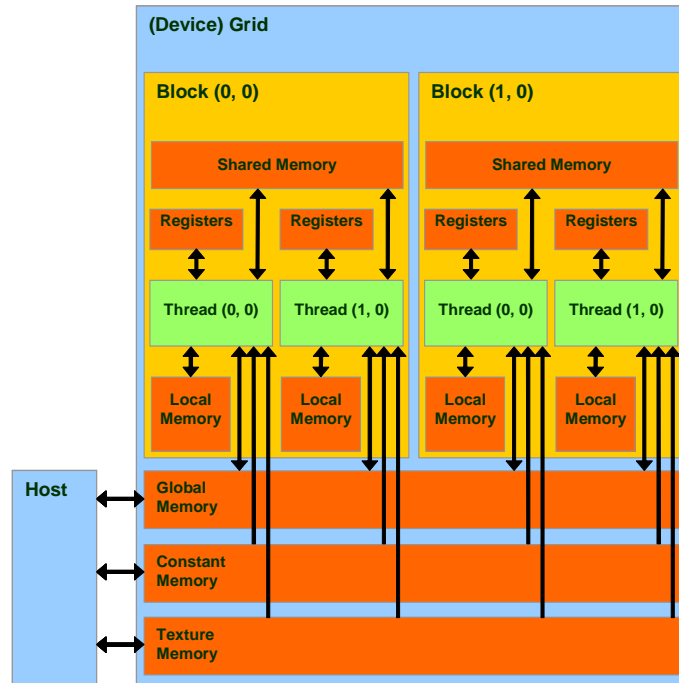 (Device) Grid
Block (0, 0)
Block (1, 0)
Shared Memory
Shared Memory
Registers
Registers
Registers
Registers
Thread (0, 0)
Thread (1, 0)
Thread (0, 0)
Thread (1, 0)
Local
Memory
Local
Memory
Local
Memory
Local
Memory
Host
Global
Memory
Constant
Memory
Texture
Memory